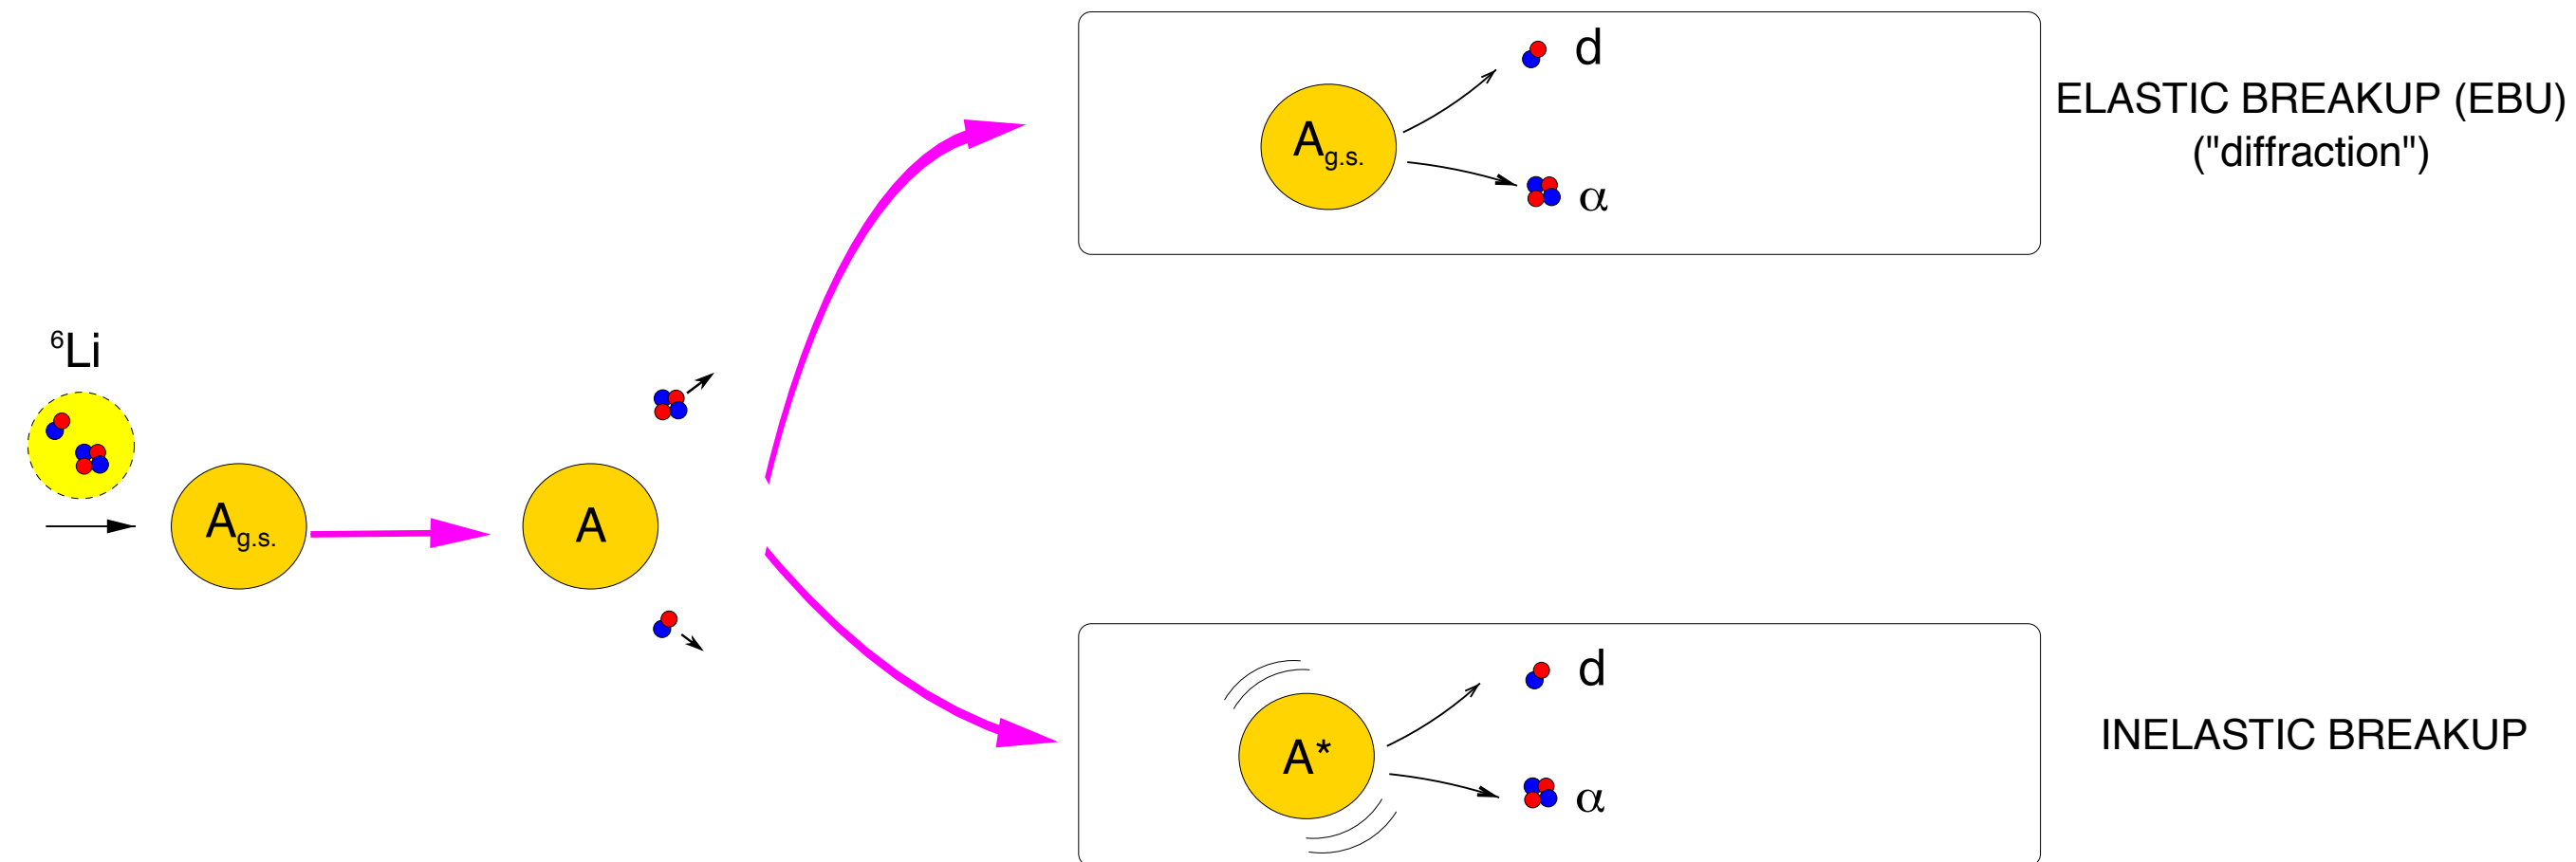 d
A g.s.
α
ELASTIC BREAKUP (EBU)
("diffraction")
⁶Li
A g.s.
A
d
A*
α
INELASTIC BREAKUP